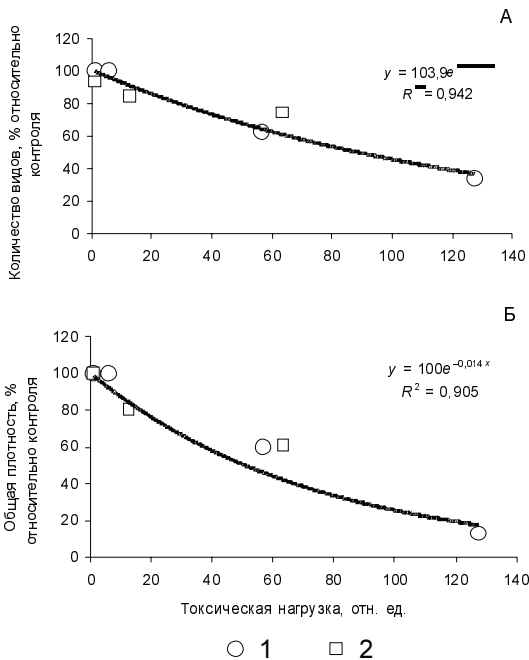 А
Количество видов, % относительно
контроля
120
100
80
60
40
20
0
y = 103,9e
R = 0,942
0 20 40 60 80 100 120 140
Б
Общая плотность, %
относительно контроля
120
100
80
60
40
20
0
y = 100e^–0,014 x
R² = 0,905
0 20 40 60 80 100 120 140
Токсическая нагрузка, отн. ед.
1 2